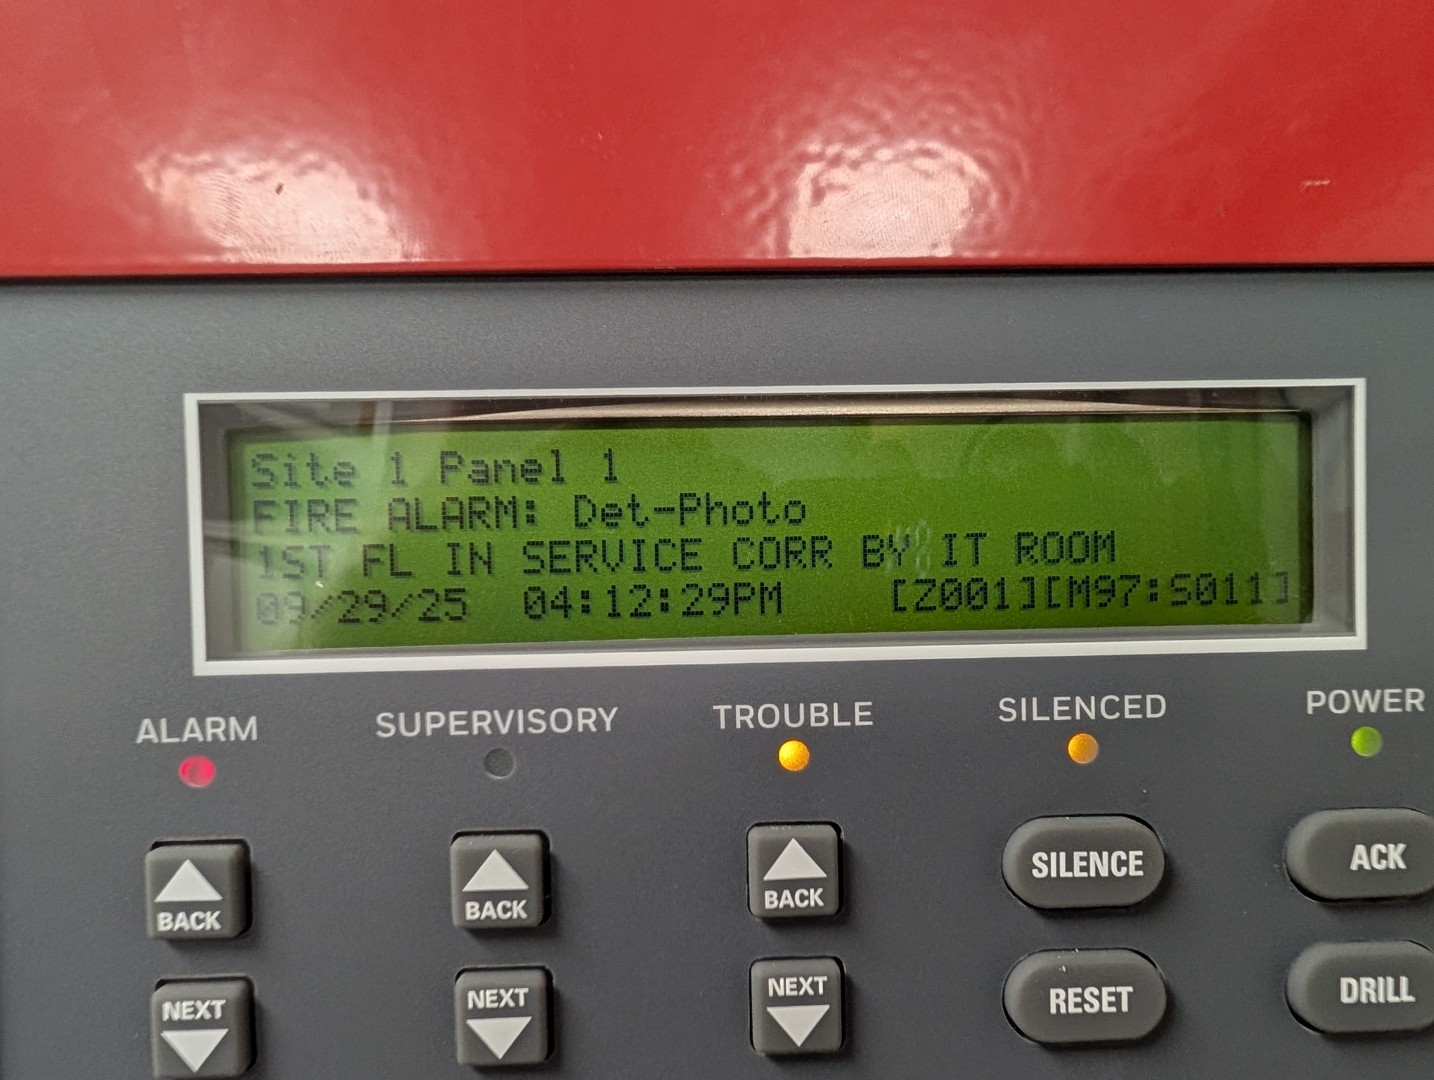 Site 1 Panel 1
FIRE ALARM: Det-Photo
1ST FL IN SERVICE CORR BY IT ROOM
09/29/25 04:12:29PM [Z001][M97:S011]
ALARM SUPERVISORY TROUBLE SILENCED POWER
BACK BACK BACK SILENCE ACK
NEXT NEXT NEXT RESET DRILL